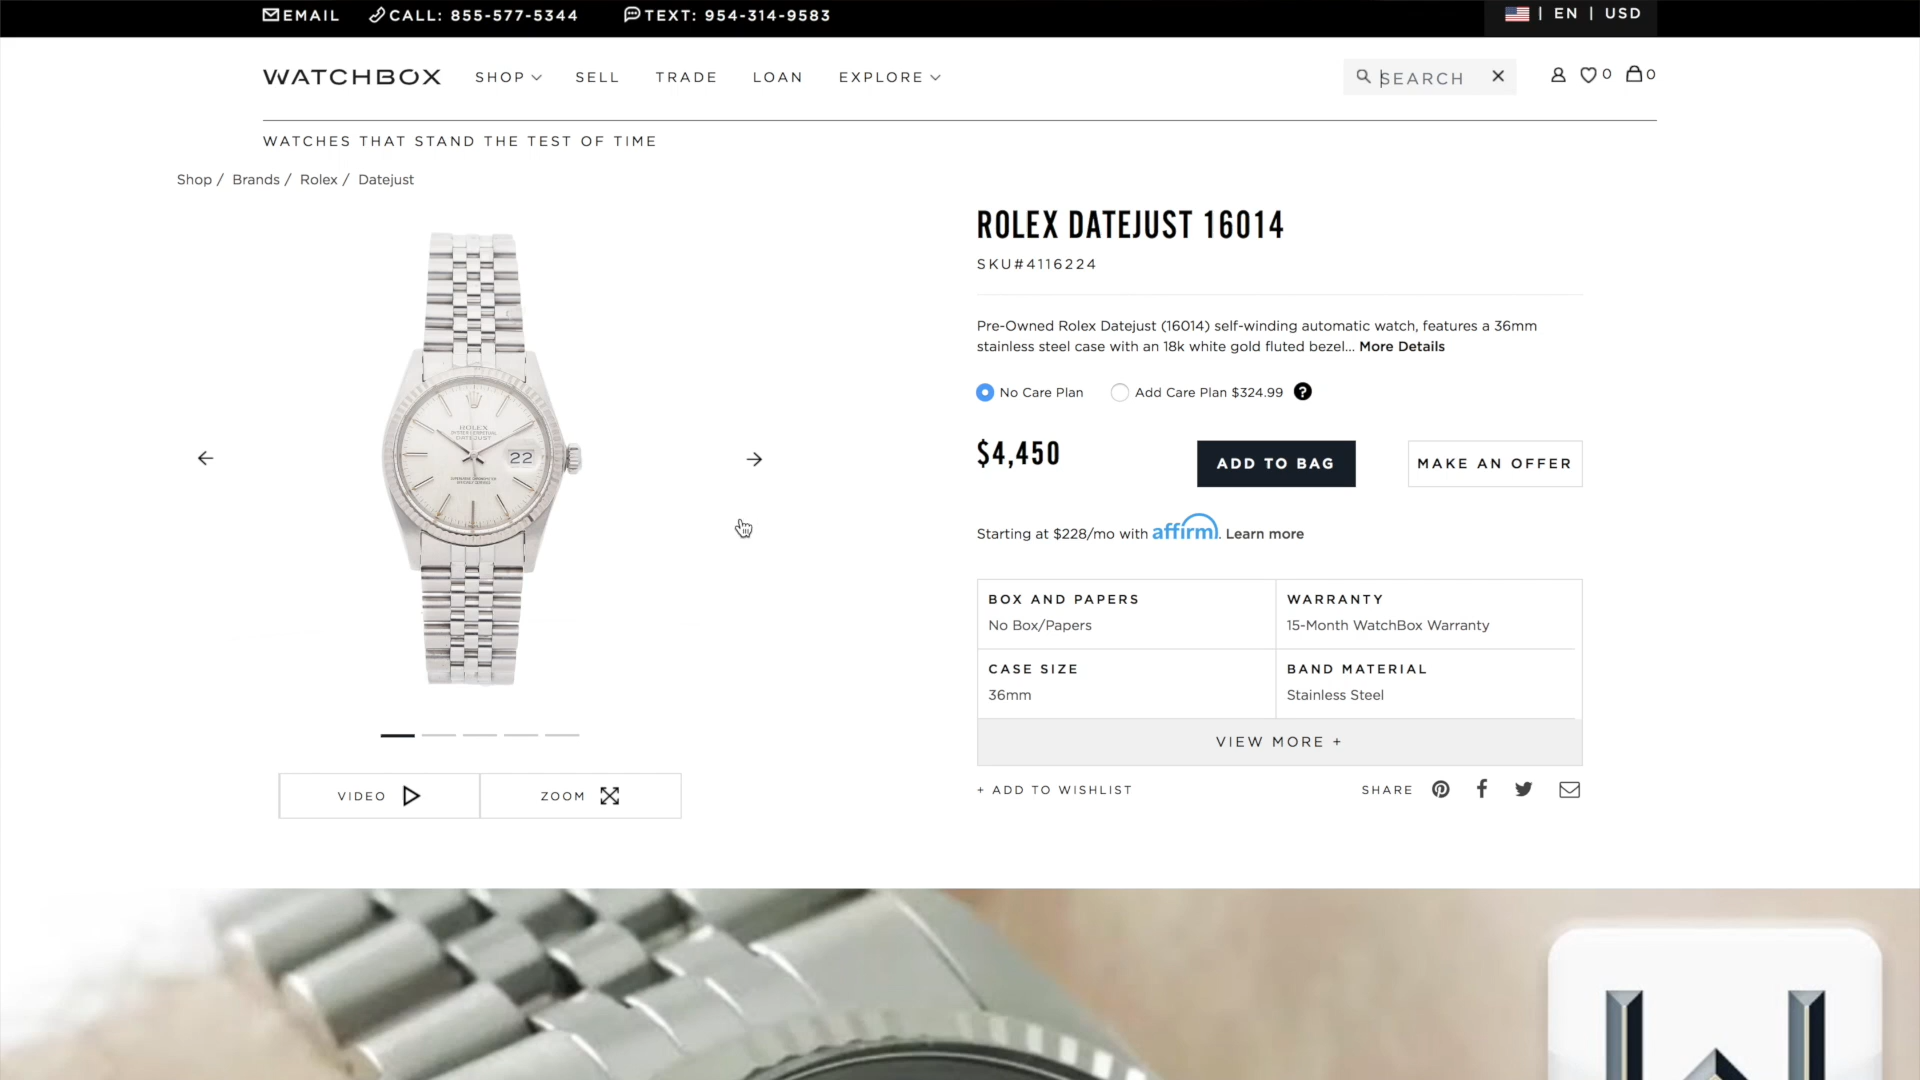 EMAIL CALL: 855-577-5344 TEXT: 954-314-9583 | EN | USD
WATCHBOX SHOP SELL TRADE LOAN EXPLORE SEARCH 0 0
WATCHES THAT STAND THE TEST OF TIME
Shop / Brands / Rolex / Datejust
ROLEX DATEJUST 16014
SKU#4116224
Pre-Owned Rolex Datejust (16014) self-winding automatic watch, features a 36mm
stainless steel case with an 18k white gold fluted bezel... More Details
No Care Plan Add Care Plan $324.99 ?
$4,450 ADD TO BAG MAKE AN OFFER
Starting at $228/mo with affirm. Learn more
BOX AND PAPERS
No Box/Papers
WARRANTY
15-Month WatchBox Warranty
CASE SIZE
36mm
BAND MATERIAL
Stainless Steel
VIEW MORE +
+ ADD TO WISHLIST SHARE
ROLEX
OYSTER PERPETUAL
DATEJUST
22
VIDEO ZOOM
W